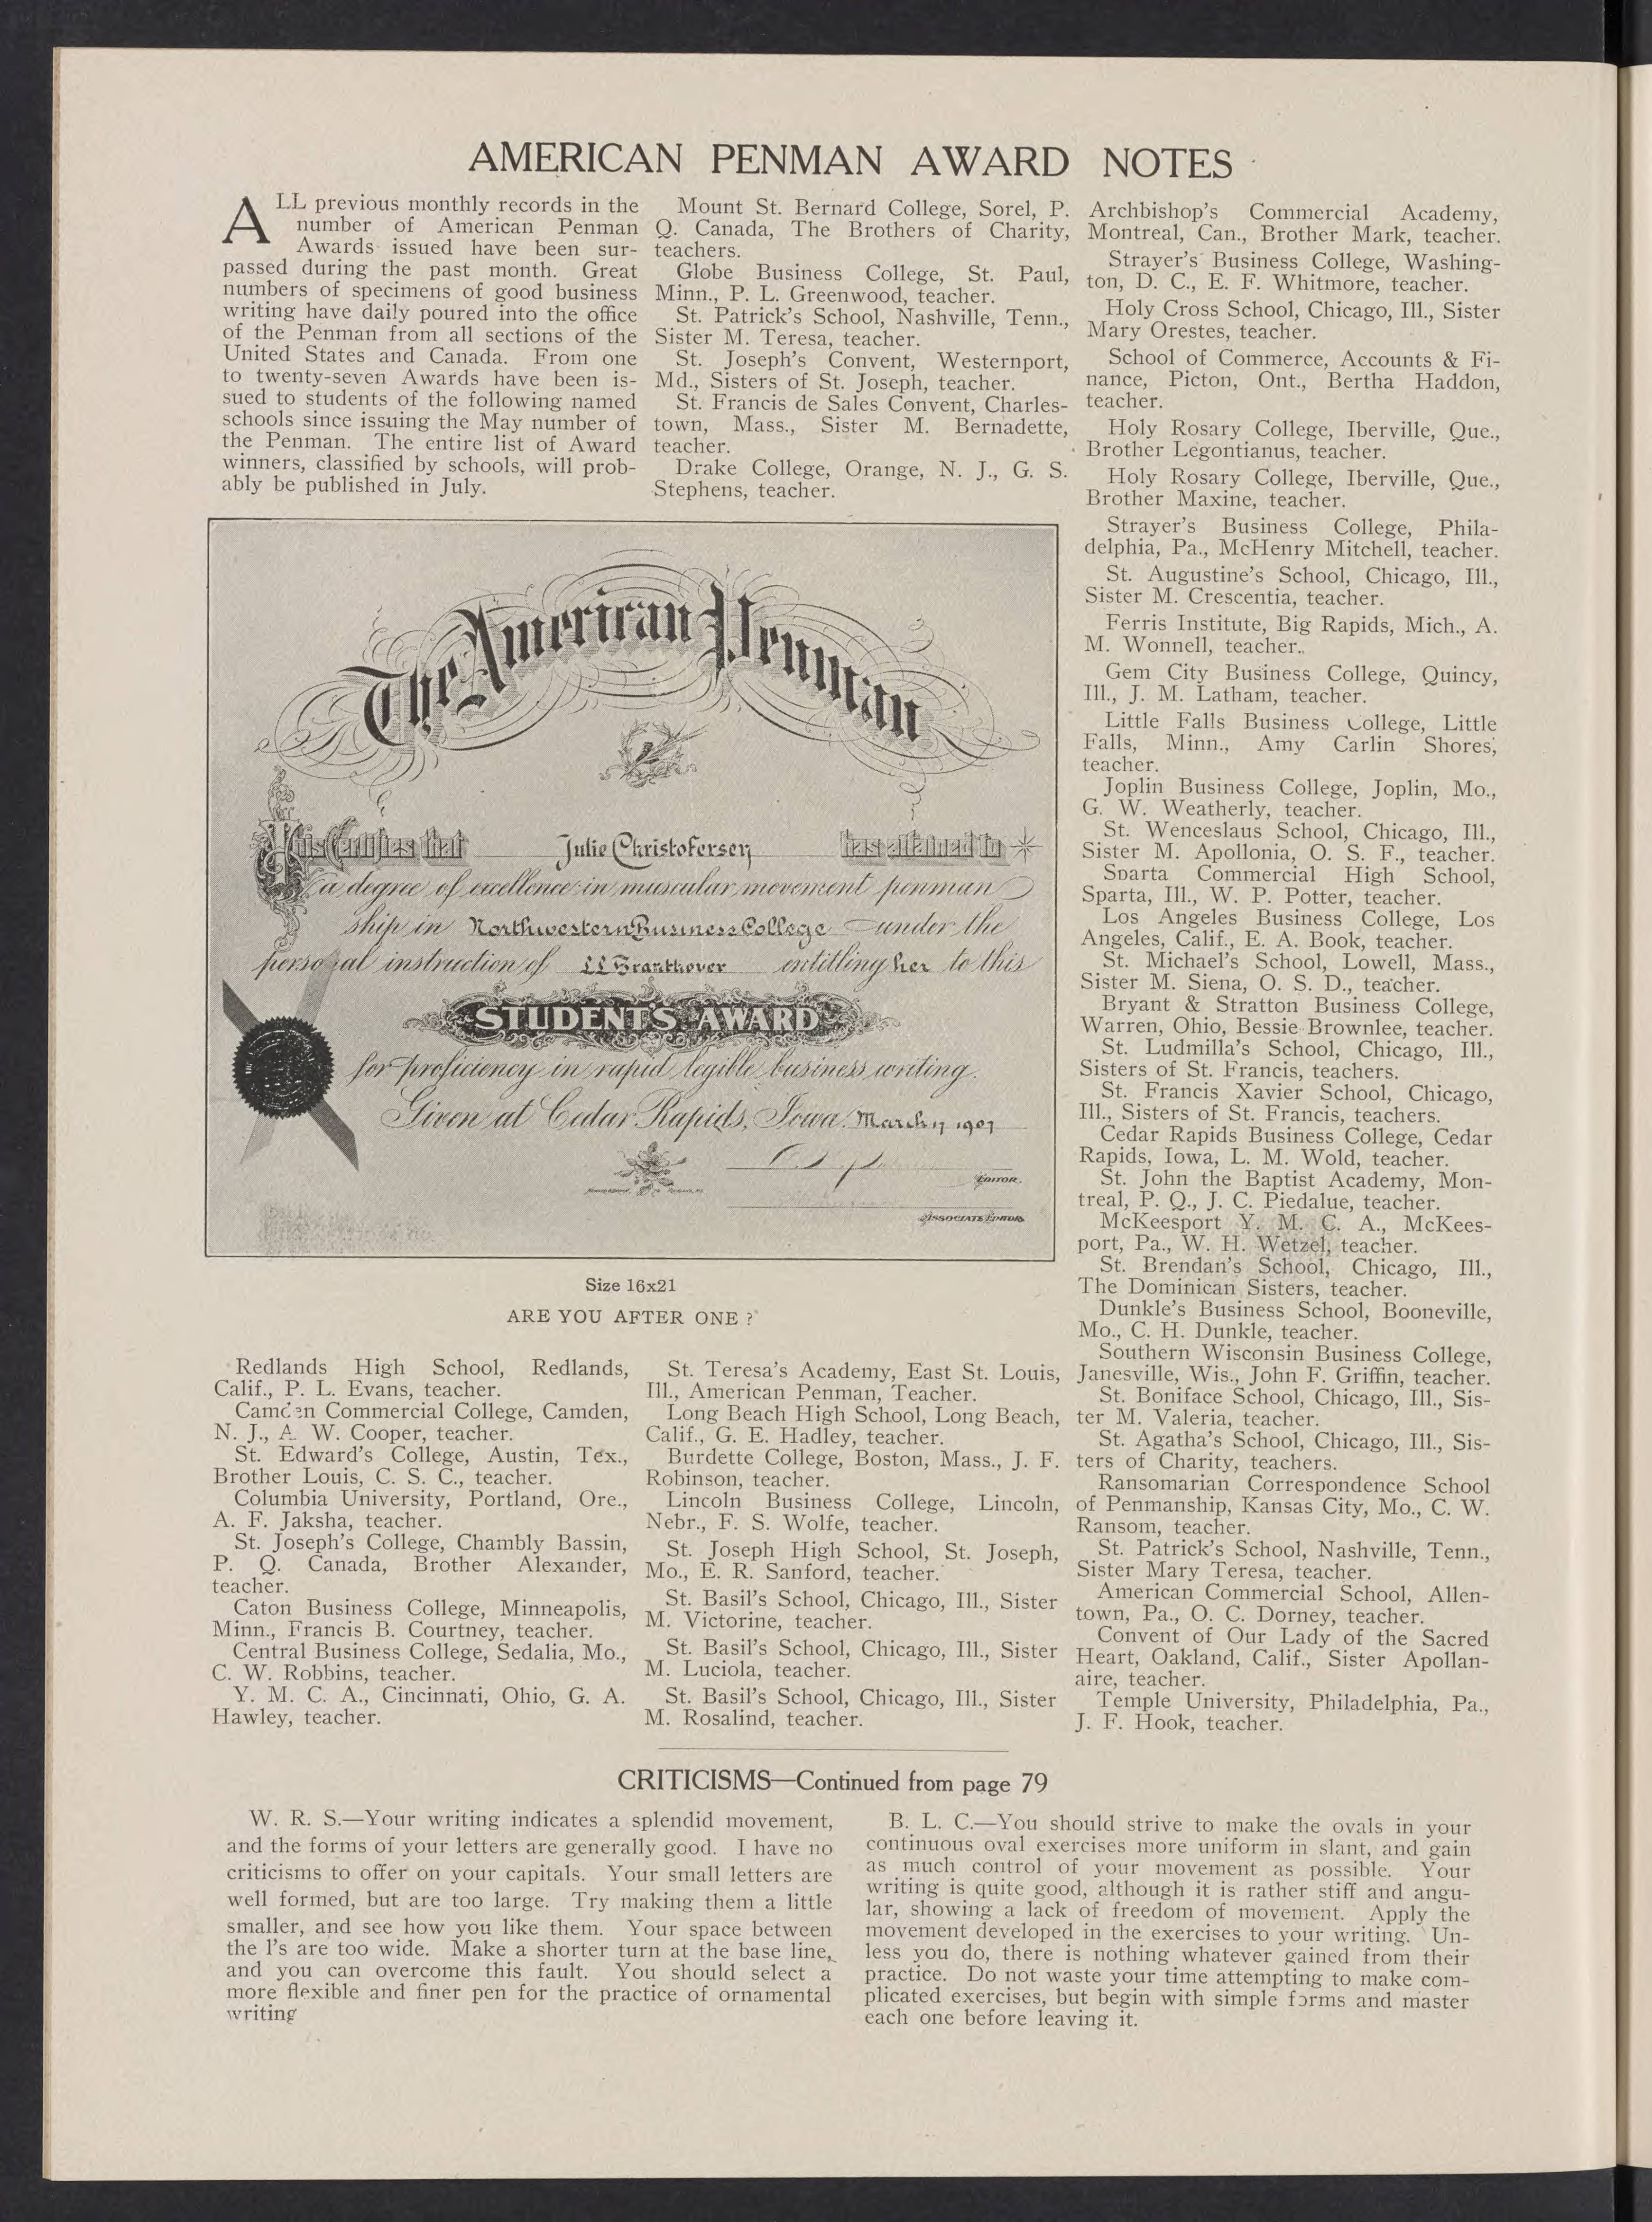 AMERICAN PENMAN AWARD NOTES
ALL previous monthly records in the
number of American Penman
Awards issued have been sur-
passed during the past month. Great
numbers of specimens of good business
writing have daily poured into the office
of the Penman from all sections of the
United States and Canada. From one
to twenty-seven Awards have been is-
sued to students of the following named
schools since issuing the May number of
the Penman. The entire list of Award
winners, classified by schools, will prob-
ably be published in July.
Mount St. Bernard College, Sorel, P.
Q. Canada, The Brothers of Charity,
teachers.
Globe Business College, St. Paul,
Minn., P. L. Greenwood, teacher.
St. Patrick's School, Nashville, Tenn.,
Sister M. Teresa, teacher.
St. Joseph's Convent, Westernport,
Md., Sisters of St. Joseph, teacher.
St. Francis de Sales Convent, Charles-
town, Mass., Sister M. Bernadette,
teacher.
Drake College, Orange, N. J., G. S.
Stephens, teacher.
The American Penman
This Certifies that Julie Christofersen has attained to
a degree of excellence in muscular movement penman
ship in Northwestern Business College under the
personal instruction of L L Branthover entitling her to this
STUDENT'S AWARD
for proficiency in rapid legible business writing.
Given at Cedar Rapids, Iowa. March 17 1907
EDITOR.
ASSOCIATE EDITOR
Size 16x21
ARE YOU AFTER ONE?
Redlands High School, Redlands,
Calif., P. L. Evans, teacher.
Camden Commercial College, Camden,
N. J., A. W. Cooper, teacher.
St. Edward's College, Austin, Tex.,
Brother Louis, C. S. C., teacher.
Columbia University, Portland, Ore.,
A. F. Jaksha, teacher.
St. Joseph's College, Chambly Bassin,
P. Q. Canada, Brother Alexander,
teacher.
Caton Business College, Minneapolis,
Minn., Francis B. Courtney, teacher.
Central Business College, Sedalia, Mo.,
C. W. Robbins, teacher.
Y. M. C. A., Cincinnati, Ohio, G. A.
Hawley, teacher.
St. Teresa's Academy, East St. Louis,
Ill., American Penman, Teacher.
Long Beach High School, Long Beach,
Calif., G. E. Hadley, teacher.
Burdette College, Boston, Mass., J. F.
Robinson, teacher.
Lincoln Business College, Lincoln,
Nebr., F. S. Wolfe, teacher.
St. Joseph High School, St. Joseph,
Mo., E. R. Sanford, teacher.
St. Basil's School, Chicago, Ill., Sister
M. Victorine, teacher.
St. Basil's School, Chicago, Ill., Sister
M. Luciola, teacher.
St. Basil's School, Chicago, Ill., Sister
M. Rosalind, teacher.
Archbishop's Commercial Academy,
Montreal, Can., Brother Mark, teacher.
Strayer's Business College, Washing-
ton, D. C., E. F. Whitmore, teacher.
Holy Cross School, Chicago, Ill., Sister
Mary Orestes, teacher.
School of Commerce, Accounts & Fi-
nance, Picton, Ont., Bertha Haddon,
teacher.
Holy Rosary College, Iberville, Que.,
Brother Legontianus, teacher.
Holy Rosary College, Iberville, Que.,
Brother Maxine, teacher.
Strayer's Business College, Phila-
delphia, Pa., McHenry Mitchell, teacher.
St. Augustine's School, Chicago, Ill.,
Sister M. Crescentia, teacher.
Ferris Institute, Big Rapids, Mich., A.
M. Wonnell, teacher.
Gem City Business College, Quincy,
Ill., J. M. Latham, teacher.
Little Falls Business College, Little
Falls, Minn., Amy Carlin Shores,
teacher.
Joplin Business College, Joplin, Mo.,
G. W. Weatherly, teacher.
St. Wenceslaus School, Chicago, Ill.,
Sister M. Apollonia, O. S. F., teacher.
Sparta Commercial High School,
Sparta, Ill., W. P. Potter, teacher.
Los Angeles Business College, Los
Angeles, Calif., E. A. Book, teacher.
St. Michael's School, Lowell, Mass.,
Sister M. Siena, O. S. D., teacher.
Bryant & Stratton Business College,
Warren, Ohio, Bessie Brownlee, teacher.
St. Ludmilla's School, Chicago, Ill.,
Sisters of St. Francis, teachers.
St. Francis Xavier School, Chicago,
Ill., Sisters of St. Francis, teachers.
Cedar Rapids Business College, Cedar
Rapids, Iowa, L. M. Wold, teacher.
St. John the Baptist Academy, Mon-
treal, P. Q., J. C. Piedalue, teacher.
McKeesport Y. M. C. A., McKees-
port, Pa., W. H. Wetzel, teacher.
St. Brendan's School, Chicago, Ill.,
The Dominican Sisters, teacher.
Dunkle's Business School, Booneville,
Mo., C. H. Dunkle, teacher.
Southern Wisconsin Business College,
Janesville, Wis., John F. Griffin, teacher.
St. Boniface School, Chicago, Ill., Sis-
ter M. Valeria, teacher.
St. Agatha's School, Chicago, Ill., Sis-
ters of Charity, teachers.
Ransomarian Correspondence School
of Penmanship, Kansas City, Mo., C. W.
Ransom, teacher.
St. Patrick's School, Nashville, Tenn.,
Sister Mary Teresa, teacher.
American Commercial School, Allen-
town, Pa., O. C. Dorney, teacher.
Convent of Our Lady of the Sacred
Heart, Oakland, Calif., Sister Apollan-
aire, teacher.
Temple University, Philadelphia, Pa.,
J. F. Hook, teacher.
CRITICISMS—Continued from page 79
W. R. S.—Your writing indicates a splendid movement,
and the forms of your letters are generally good. I have no
criticisms to offer on your capitals. Your small letters are
well formed, but are too large. Try making them a little
smaller, and see how you like them. Your space between
the l's are too wide. Make a shorter turn at the base line,
and you can overcome this fault. You should select a
more flexible and finer pen for the practice of ornamental
writing
B. L. C.—You should strive to make the ovals in your
continuous oval exercises more uniform in slant, and gain
as much control of your movement as possible. Your
writing is quite good, although it is rather stiff and angu-
lar, showing a lack of freedom of movement. Apply the
movement developed in the exercises to your writing. Un-
less you do, there is nothing whatever gained from their
practice. Do not waste your time attempting to make com-
plicated exercises, but begin with simple forms and master
each one before leaving it.